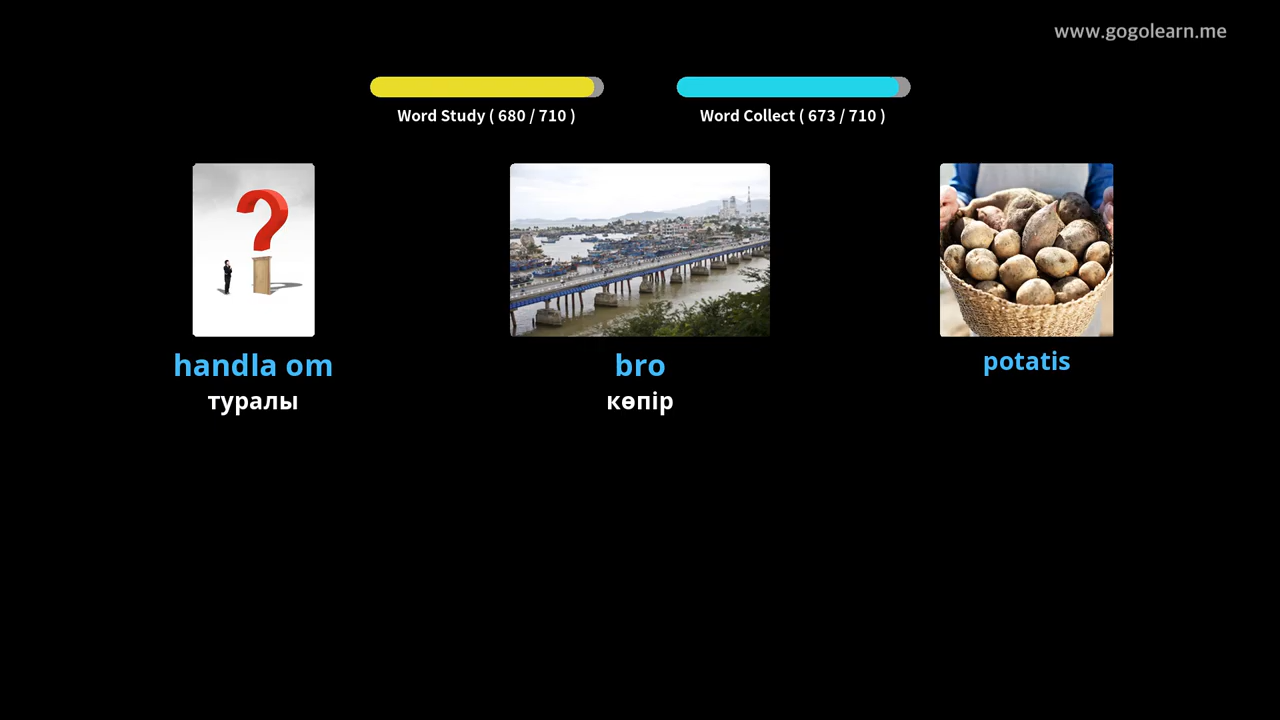 www.gogolearn.me
Word Study ( 680 / 710 )
Word Collect ( 673 / 710 )
handla om
туралы
bro
көпір
potatis